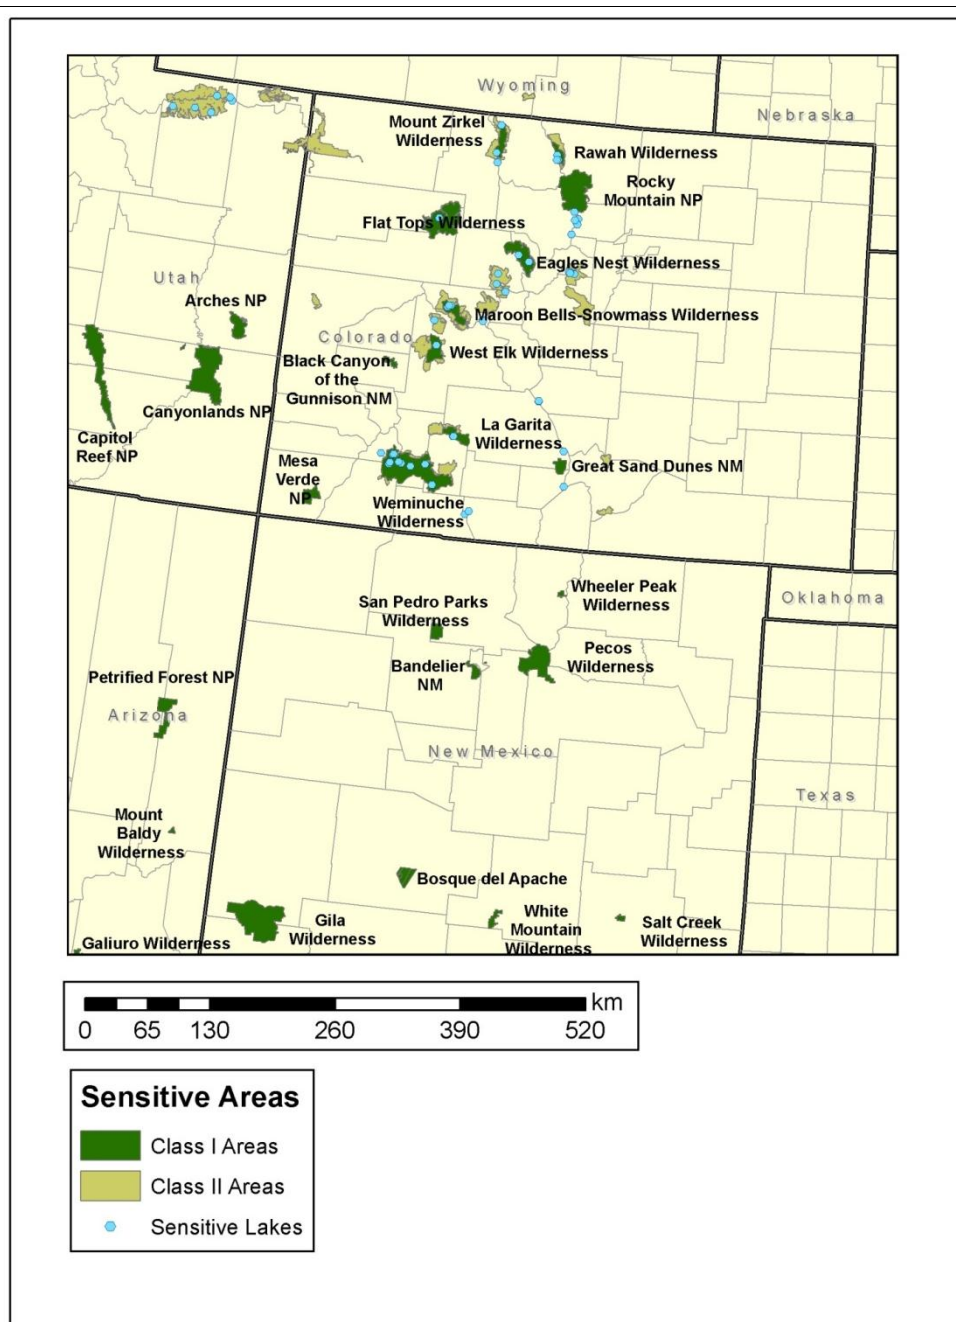 Wyoming
Nebraska
Mount Zirkel
Wilderness
Rawah Wilderness
Rocky
Mountain NP
Flat Tops Wilderness
Eagles Nest Wilderness
Utah
Arches NP
Maroon Bells-Snowmass Wilderness
Colorado
West Elk Wilderness
Black Canyon
of the
Gunnison NM
Canyonlands NP
Capitol
Reef NP
La Garita
Wilderness
Mesa
Verde
NP
Great Sand Dunes NM
Weminuche
Wilderness
Wheeler Peak
Wilderness
Oklahoma
San Pedro Parks
Wilderness
Pecos
Wilderness
Bandelier
NM
Petrified Forest NP
Arizona
New Mexico
Texas
Mount
Baldy
Wilderness
Bosque del Apache
Gila
Wilderness
White
Mountain
Wilderness
Salt Creek
Wilderness
Galiuro Wilderness
km
0 65 130 260 390 520
Sensitive Areas
Class I Areas
Class II Areas
Sensitive Lakes